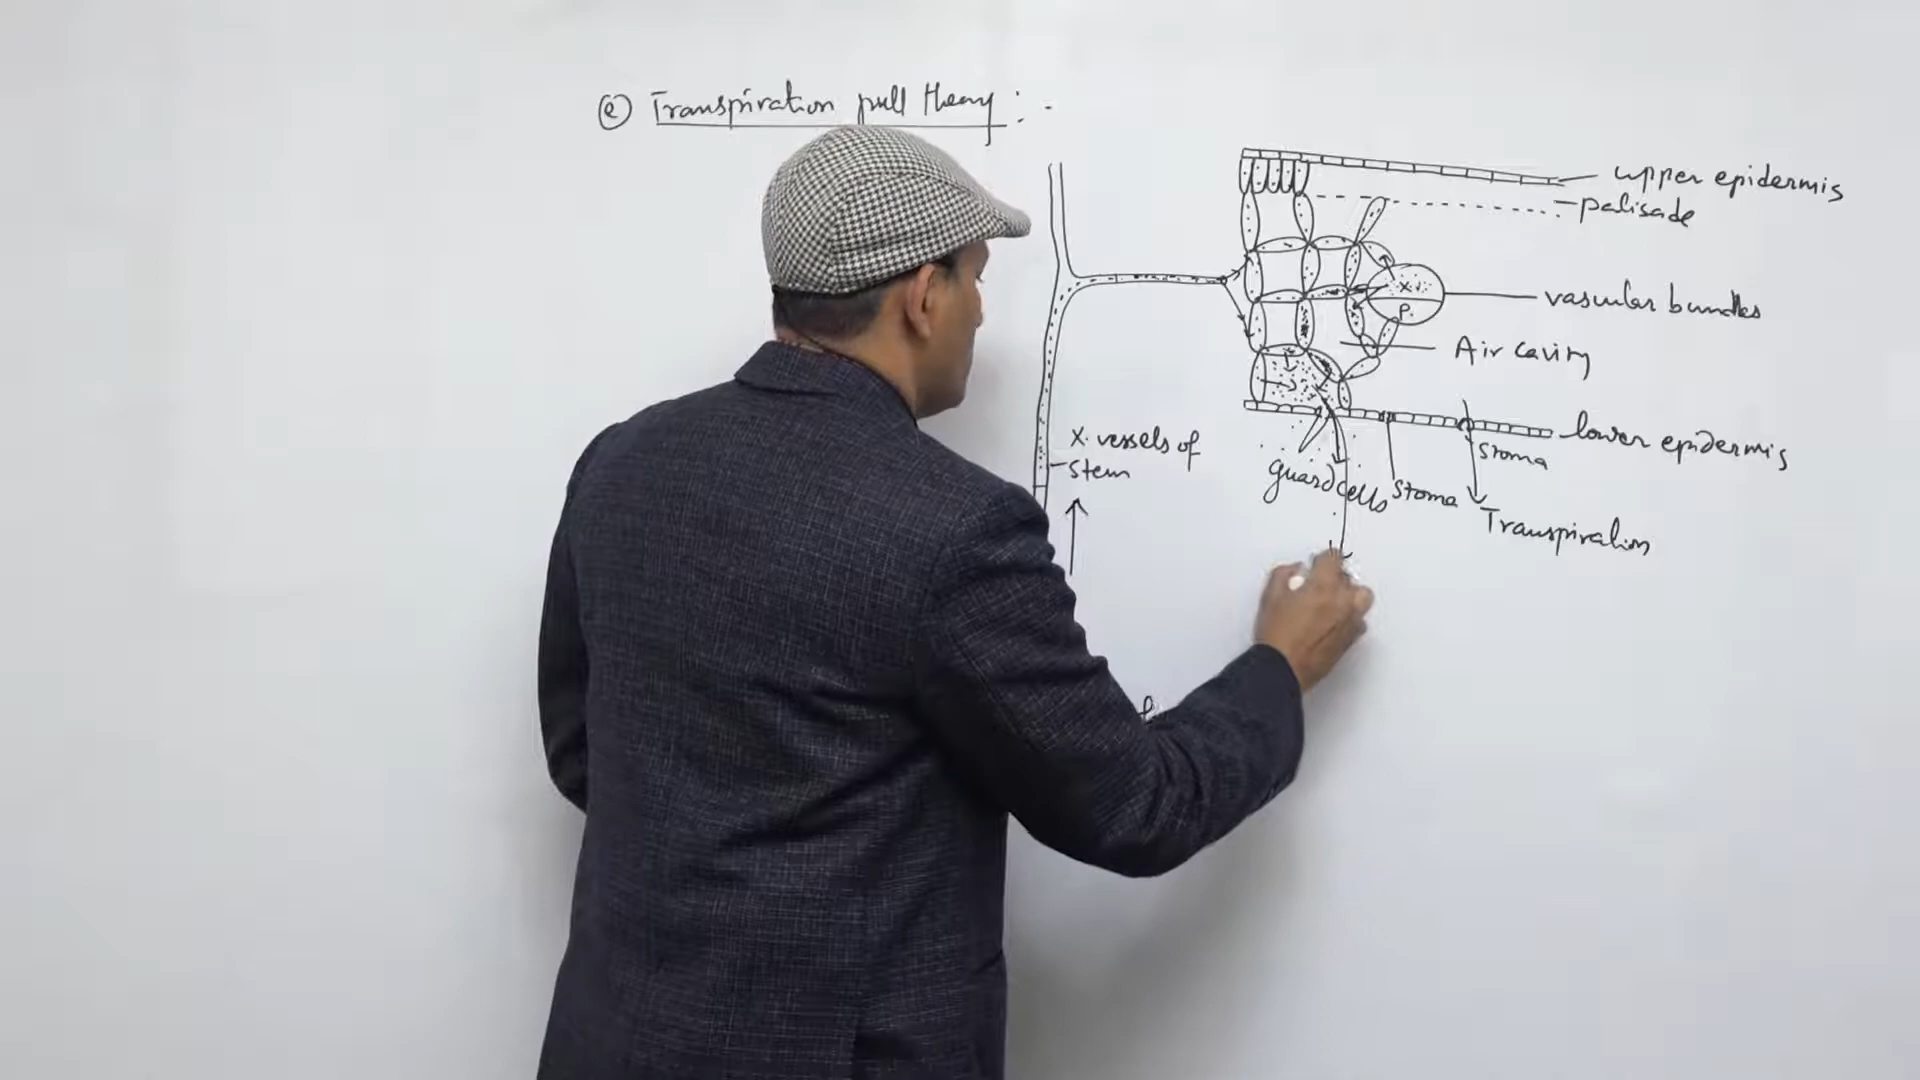 (e) Transpiration pull theory :-
upper epidermis
palisade
X.
P.
vascular bundles
Air cavity
lower epidermis
X. vessels of
stem
stoma
guard cells
stoma
Transpiration